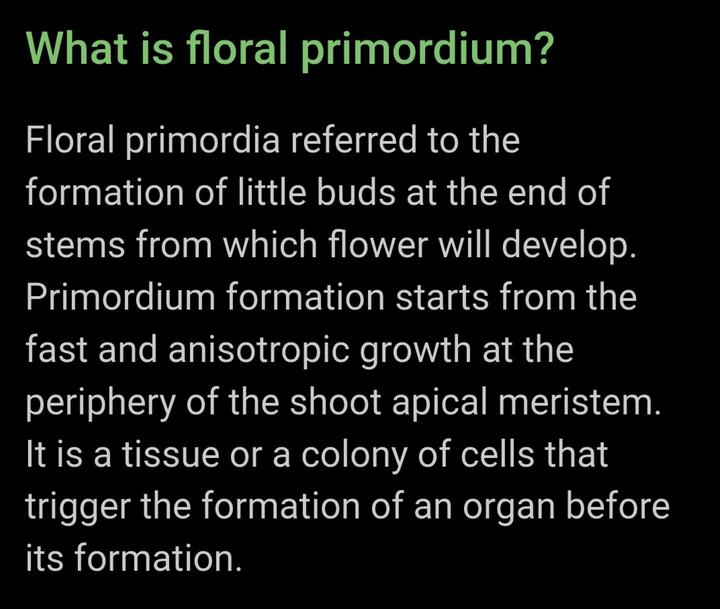 What is floral primordium?
Floral primordia referred to the
formation of little buds at the end of
stems from which flower will develop.
Primordium formation starts from the
fast and anisotropic growth at the
periphery of the shoot apical meristem.
It is a tissue or a colony of cells that
trigger the formation of an organ before
its formation.